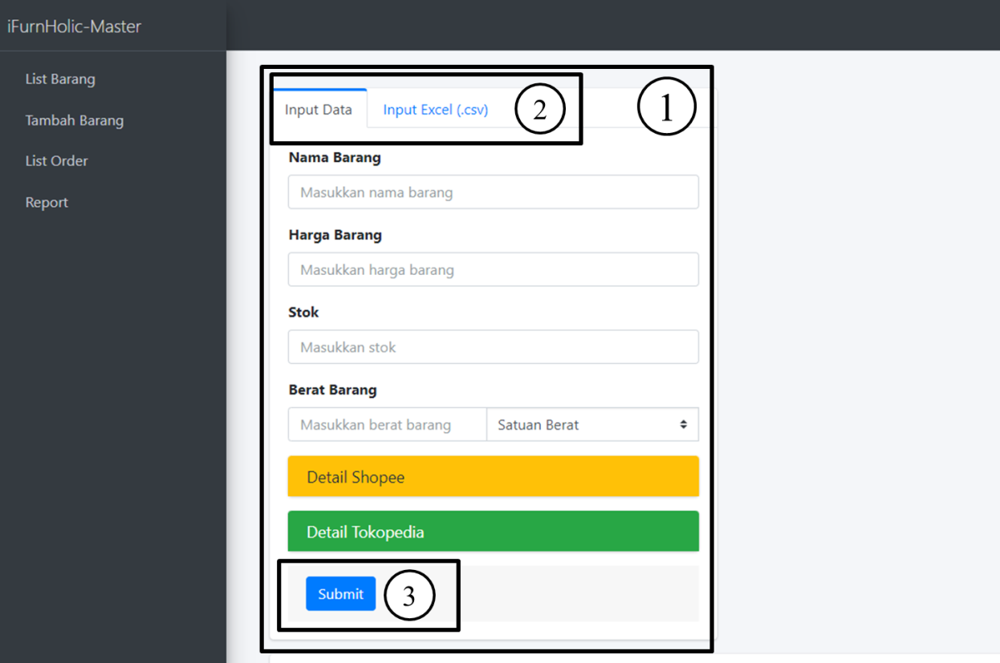 iFurnHolic-Master
List Barang
Tambah Barang
List Order
Report
Input Data
Input Excel (.csv)
2
1
Nama Barang
Masukkan nama barang
Harga Barang
Masukkan harga barang
Stok
Masukkan stok
Berat Barang
Masukkan berat barang
Satuan Berat
Detail Shopee
Detail Tokopedia
Submit
3